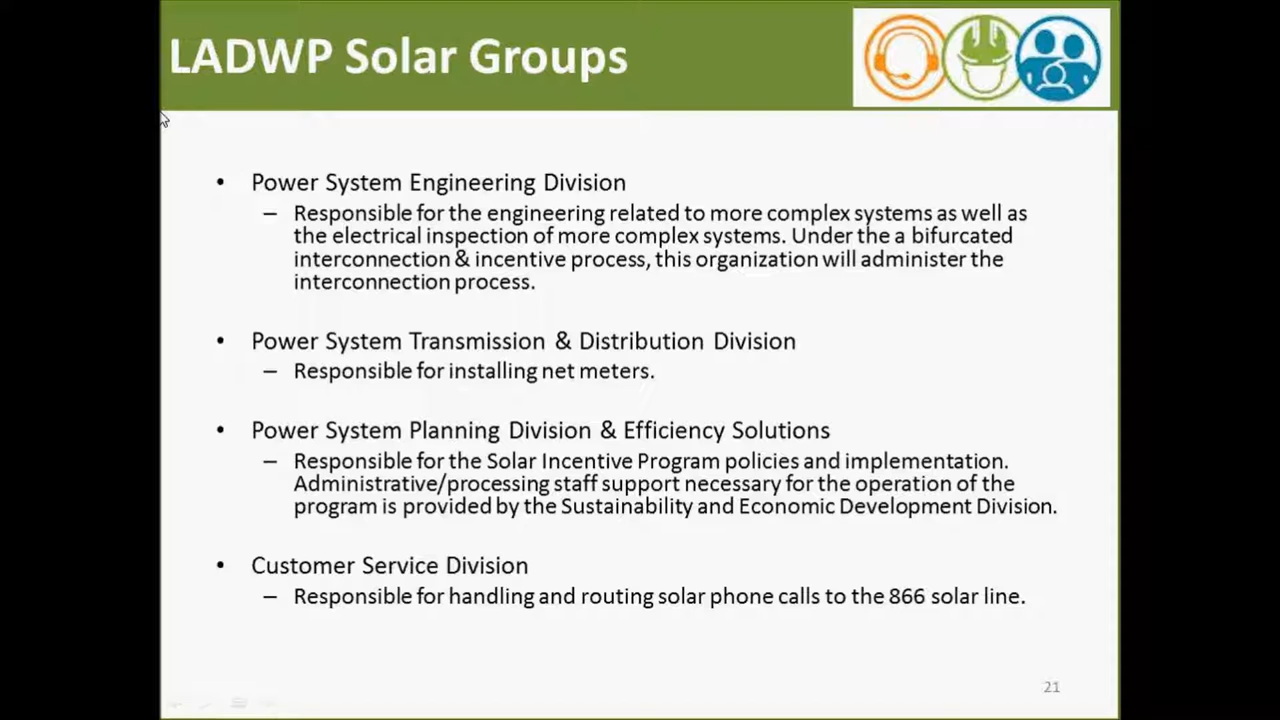 LADWP Solar Groups
• Power System Engineering Division
– Responsible for the engineering related to more complex systems as well as
the electrical inspection of more complex systems. Under the a bifurcated
interconnection & incentive process, this organization will administer the
interconnection process.
• Power System Transmission & Distribution Division
– Responsible for installing net meters.
• Power System Planning Division & Efficiency Solutions
– Responsible for the Solar Incentive Program policies and implementation.
Administrative/processing staff support necessary for the operation of the
program is provided by the Sustainability and Economic Development Division.
• Customer Service Division
– Responsible for handling and routing solar phone calls to the 866 solar line.
21